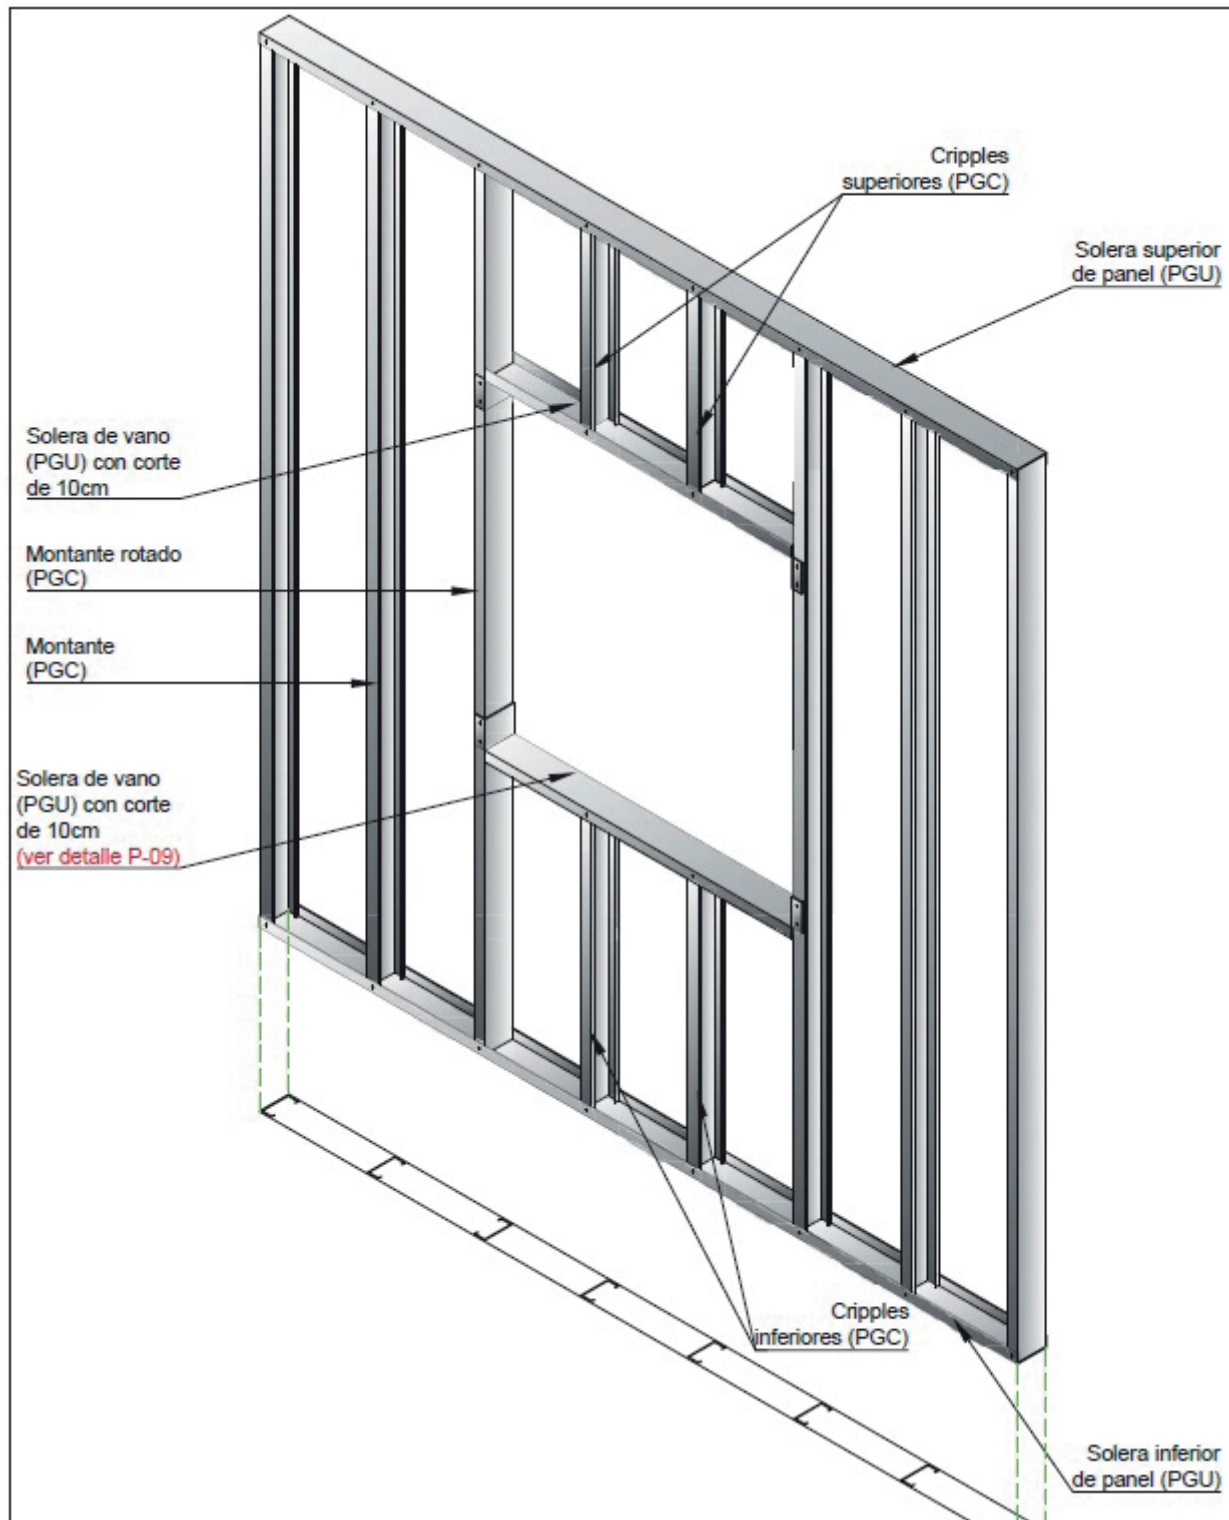 Cripples
superiores (PGC)
Solera superior
de panel (PGU)
Solera de vano
(PGU) con corte
de 10cm
Montante rotado
(PGC)
Montante
(PGC)
Solera de vano
(PGU) con corte
de 10cm
(ver detalle P-09)
Cripples
inferiores (PGC)
Solera inferior
de panel (PGU)